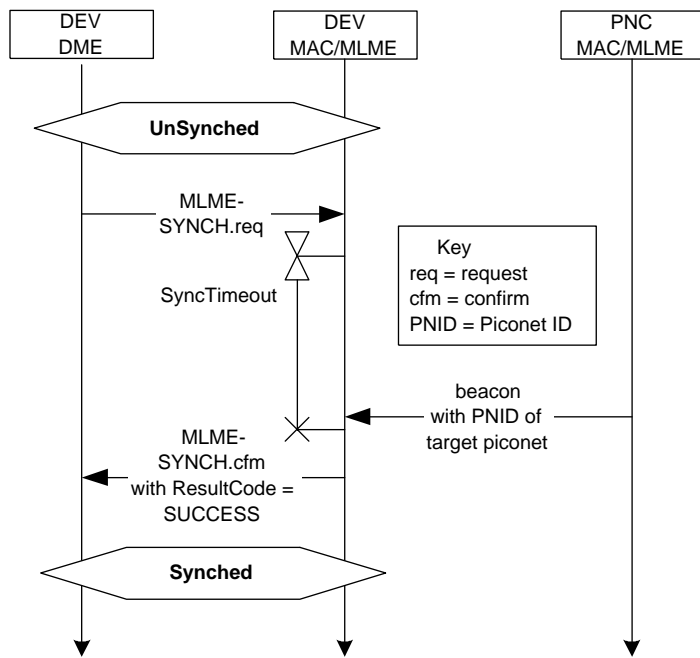 DEV
DME
DEV
MAC/MLME
PNC
MAC/MLME
UnSynched
MLME-
SYNCH.req
Key
req = request
cfm = confirm
PNID = Piconet ID
SyncTimeout
beacon
with PNID of
target piconet
MLME-
SYNCH.cfm
with ResultCode =
SUCCESS
Synched